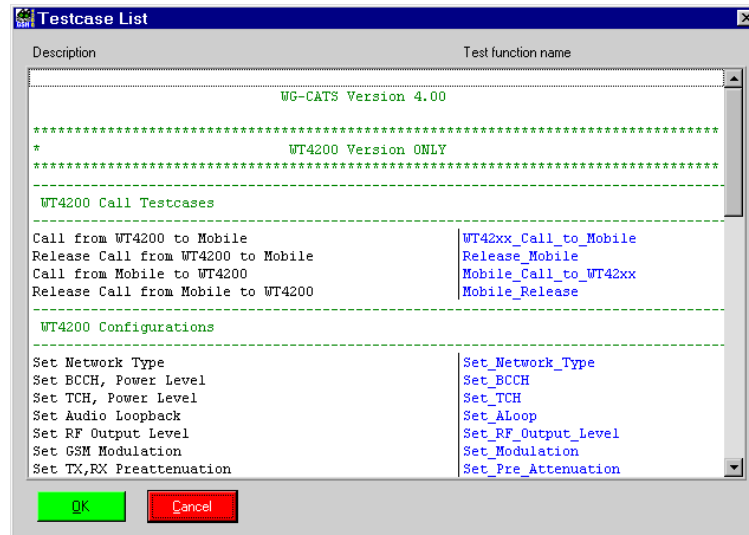 Testcase List
Description Test function name
WG-CATS Version 4.00
***********************************************************************************
* WT4200 Version ONLY
***********************************************************************************
------------------------------------------------------------------------------------
WT4200 Call Testcases
------------------------------------------------------------------------------------
Call from WT4200 to Mobile WT42xx_Call_to_Mobile
Release Call from WT4200 to Mobile Release_Mobile
Call from Mobile to WT4200 Mobile_Call_to_WT42xx
Release Call from Mobile to WT4200 Mobile_Release
------------------------------------------------------------------------------------
WT4200 Configurations
------------------------------------------------------------------------------------
Set Network Type Set_Network_Type
Set BCCH, Power Level Set_BCCH
Set TCH, Power Level Set_TCH
Set Audio Loopback Set_ALoop
Set RF Output Level Set_RF_Output_Level
Set GSM Modulation Set_Modulation
Set TX,RX Preattenuation Set_Pre_Attenuation
OK Cancel